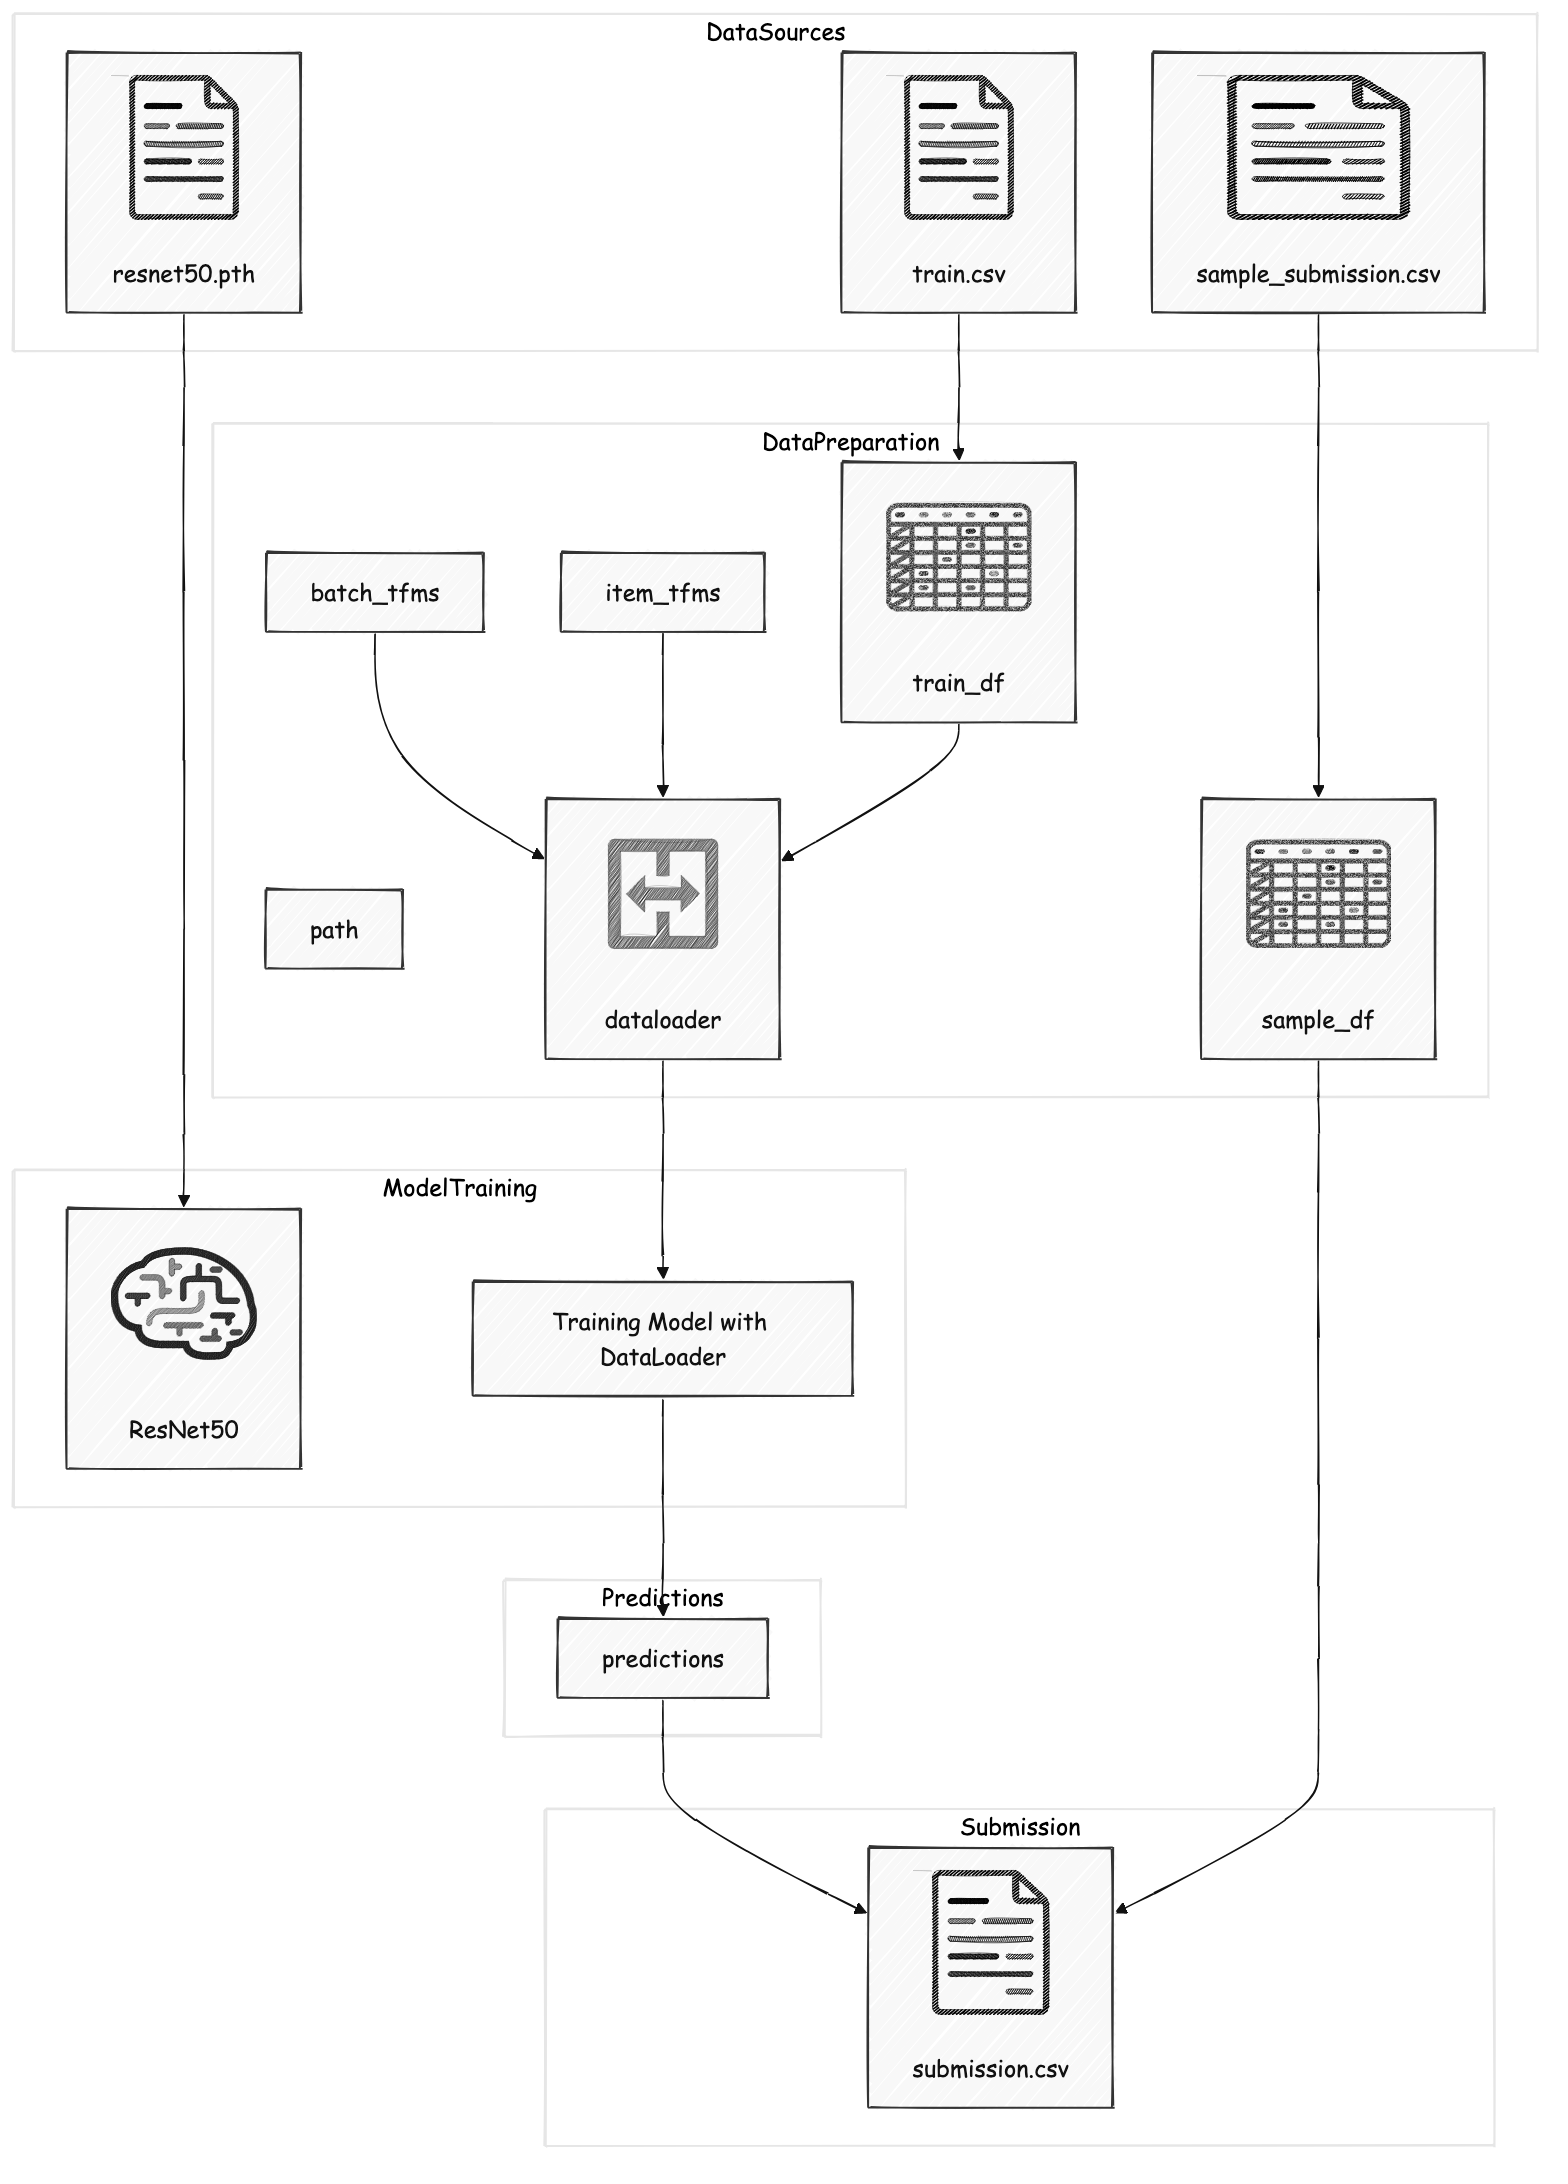 DataSources
resnet50.pth
train.csv
sample_submission.csv
DataPreparation
batch_tfms
item_tfms
train_df
path
dataloader
sample_df
ModelTraining
ResNet50
Training Model with
DataLoader
Predictions
predictions
Submission
submission.csv